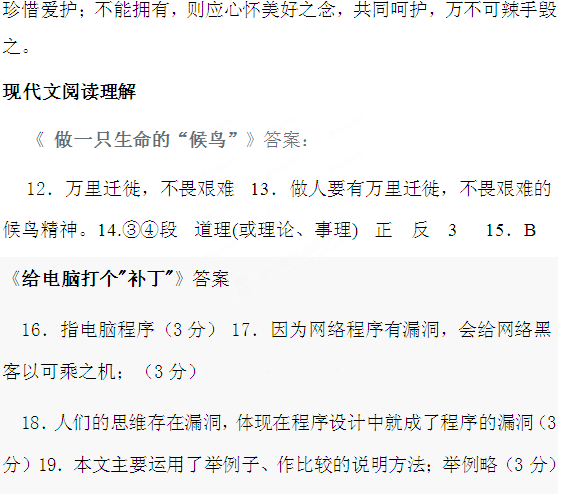 珍惜爱护；不能拥有，则应心怀美好之念，共同呵护，万不可辣手毁
之。
现代文阅读理解
《 做一只生命的“候鸟”》答案：
12．万里迁徙，不畏艰难 13．做人要有万里迁徙，不畏艰难的
候鸟精神。14.③④段 道理(或理论、事理) 正 反 3 15．B
《给电脑打个"补丁"》答案
16．指电脑程序（3 分） 17．因为网络程序有漏洞，会给网络黑
客以可乘之机；（3 分）
18．人们的思维存在漏洞，体现在程序设计中就成了程序的漏洞（3
分）19．本文主要运用了举例子、作比较的说明方法；举例略（3 分）